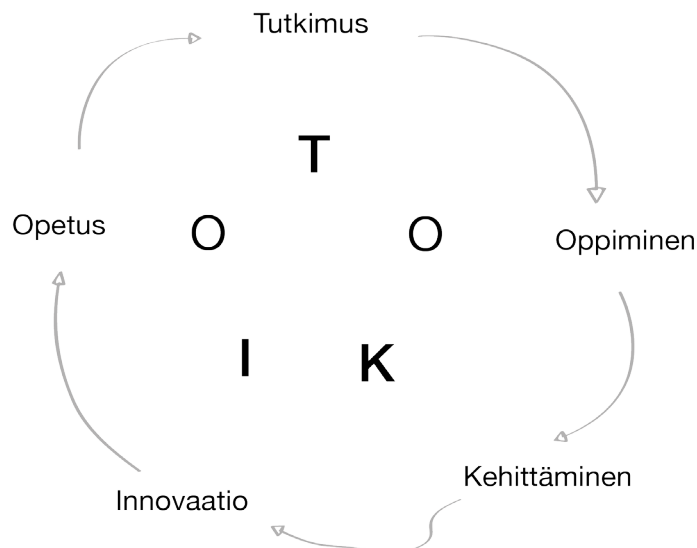 Tutkimus
T
Opetus
O
O
Oppiminen
I
K
Kehittäminen
Innovaatio